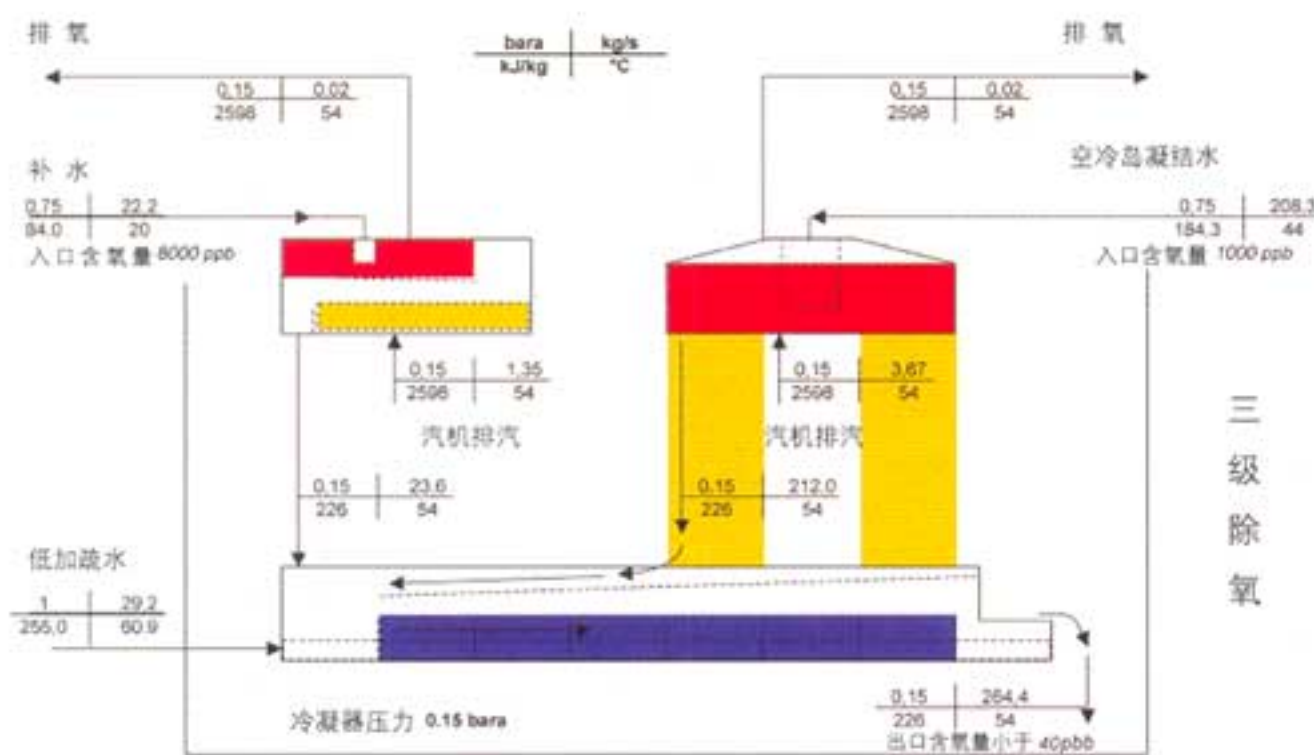 排 氧
bara kg/s
kJ/kg °C
排 氧
0,15 0,02
2598 54
0,15 0,02
2598 54
补 水
空冷岛凝结水
0,75 22,2
84.0 20
入口含氧量 8000 ppb
0,75 208,3
184,3 44
入口含氧量 1000 ppb
0,15 1,35
2598 54
汽机排汽
0,15 3,67
2598 54
汽机排汽
三级除氧
0,15 23,6
226 54
0,15 212,0
226 54
低加疏水
1 29,2
255,0 60,9
0,15 264,4
226 54
冷凝器压力 0.15 bara
出口含氧量小于 40pbb